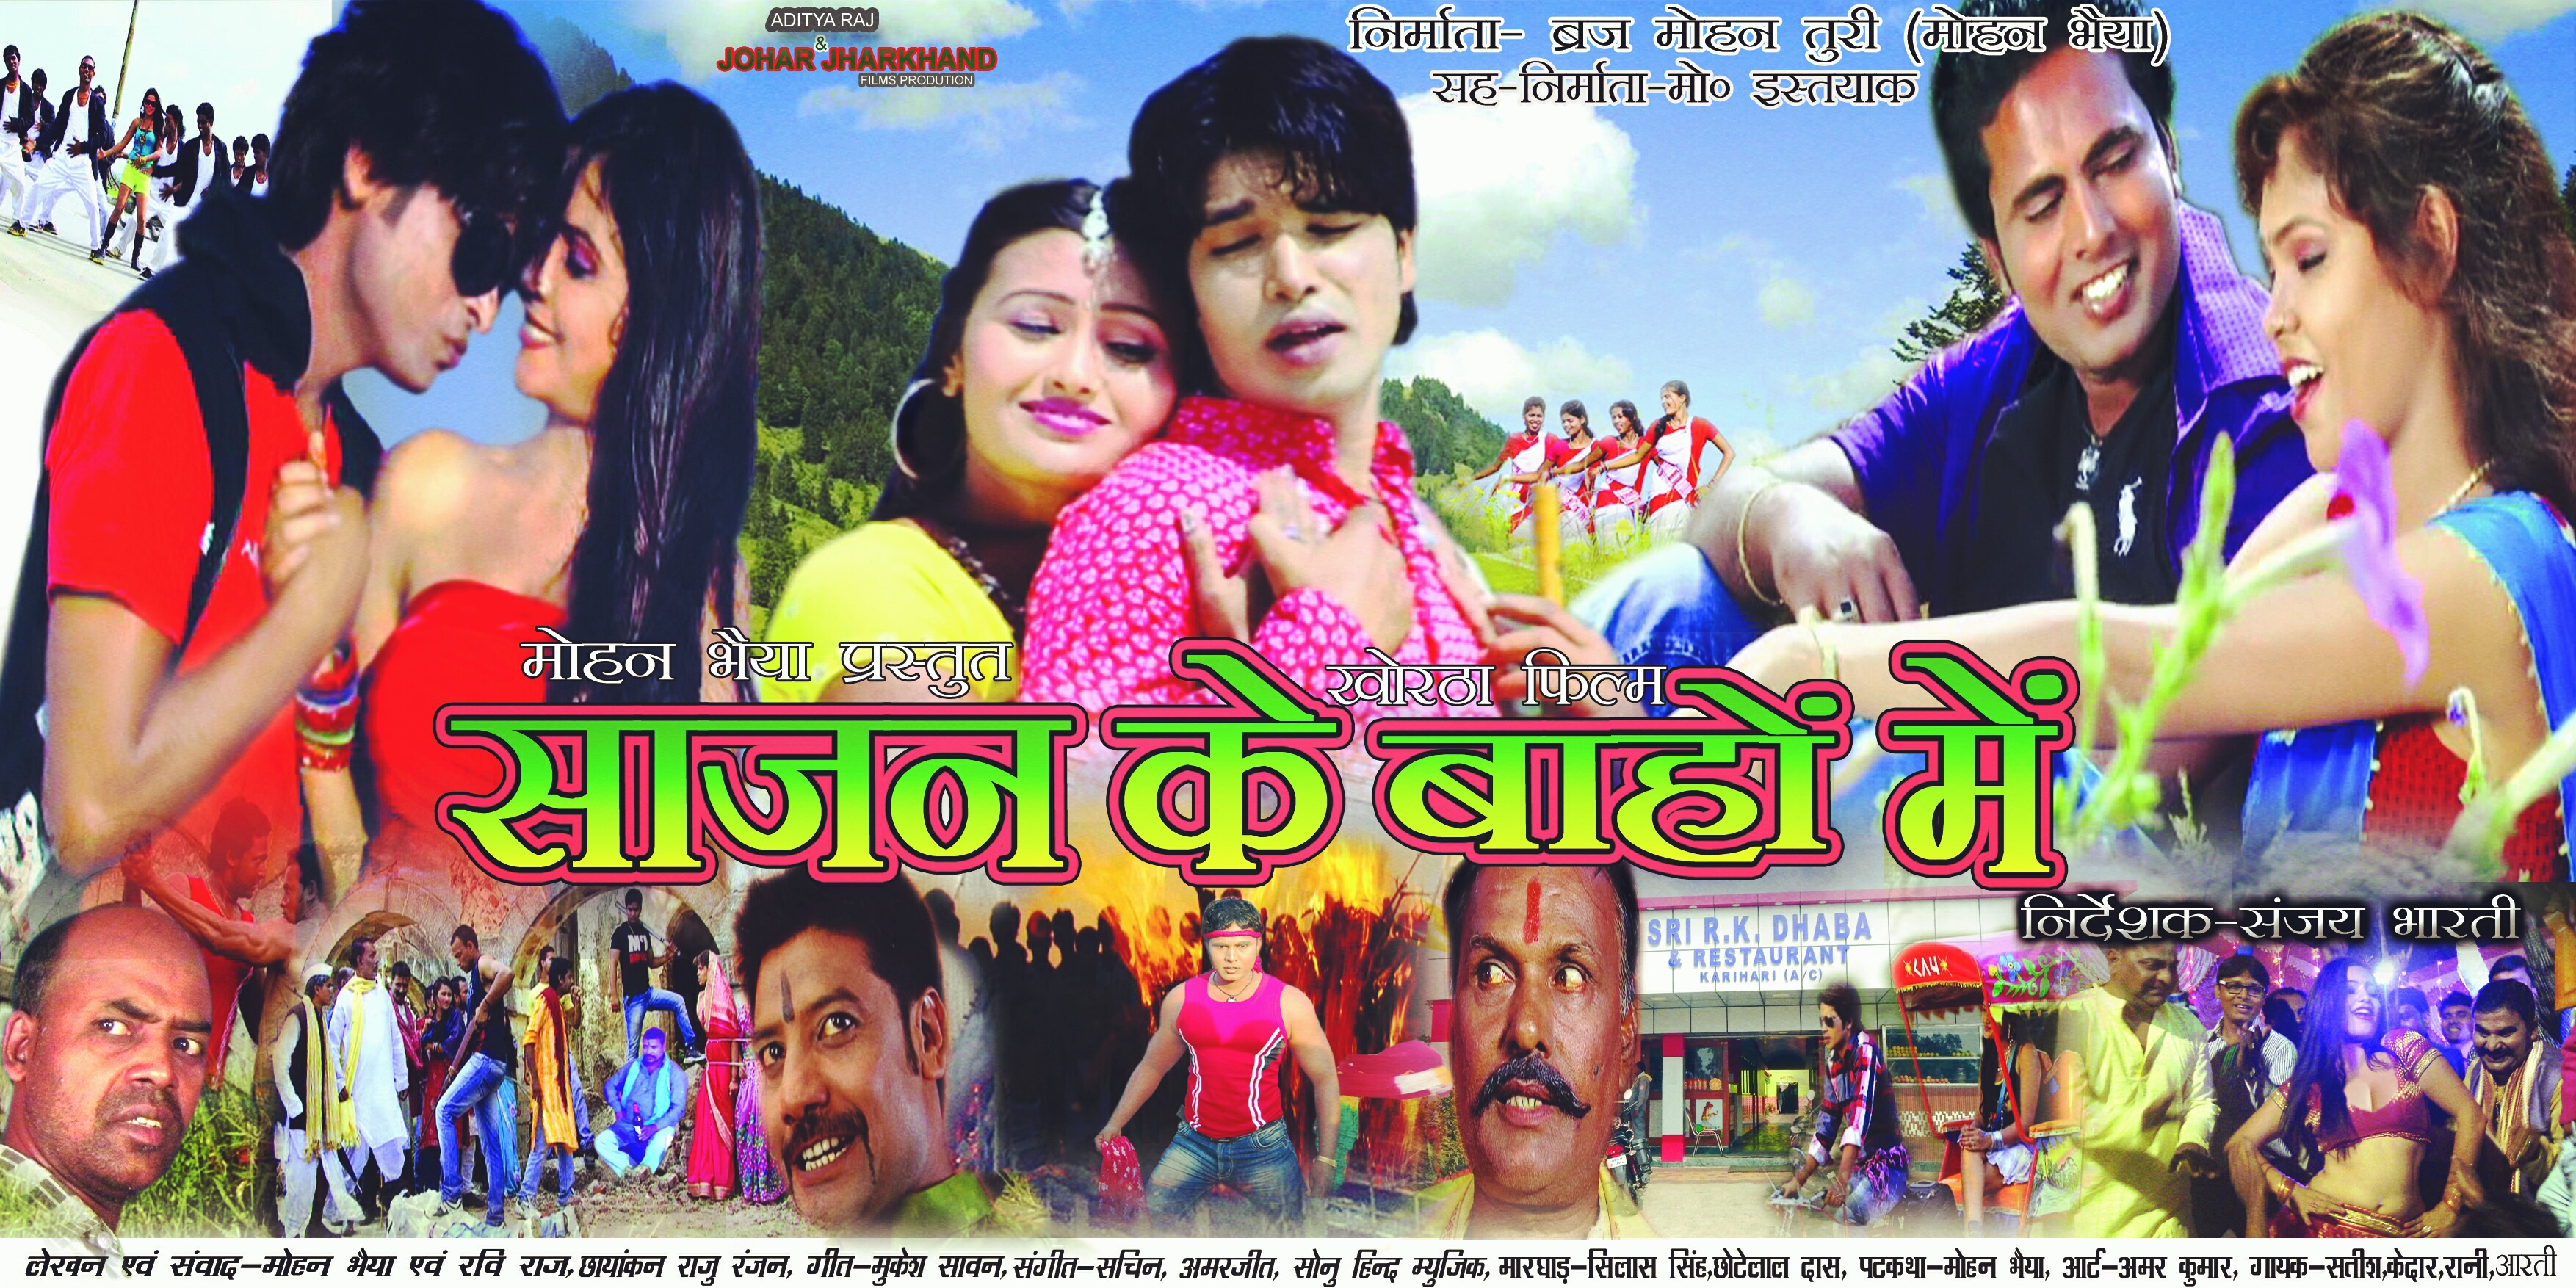 ADITYA RAJ
&
JOHAR JHARKHAND
FILMS PRODUTION
निर्माता- ब्रज मोहन तुरी (मोहन भैया)
सह-निर्माता-मो० इस्तयाक
मोहन भैया प्रस्तुत
खोरठा फिल्म
साजन के बाहों में
निर्देशक-संजय भारती
SRI R.K. DHABA
& RESTAURANT
KARIHARI (A/C)
लेखन एवं संवाद-मोहन भैया एवं रवि राज, छायांकन राजु रंजन, गीत-मुकेश सावन, संगीत-सचिन, अमरजीत, सोनु हिन्द म्युजिक, मारघाड़-सिलास सिंह,छोटेलाल दास, पटकथा-मोहन भैया, आर्ट-अमर कुमार, गायक-सतीश,केदार,रानी,आरती